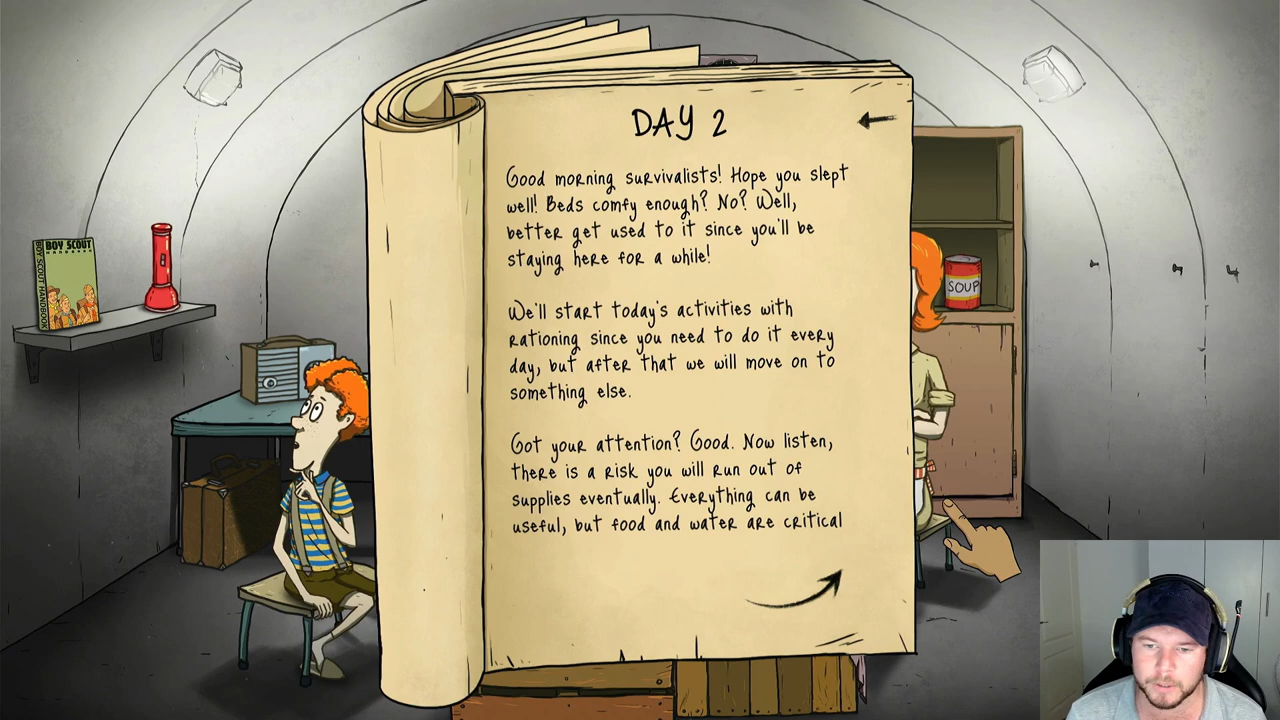 DAY 2
Good morning survivalists! Hope you slept
well! Beds comfy enough? No? Well,
better get used to it since you'll be
staying here for a while!
We'll start today's activities with
rationing since you need to do it every
day, but after that we will move on to
something else.
Got your attention? Good. Now listen,
there is a risk you will run out of
supplies eventually. Everything can be
useful, but food and water are critical
BOY SCOUT
HANDBOOK
BOY SCOUT HANDBOOK
SOUP